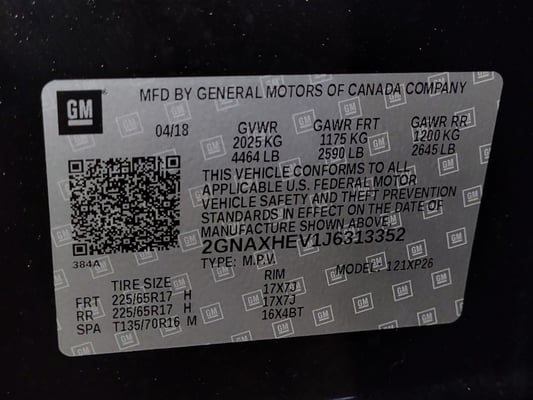 GM
MFD BY GENERAL MOTORS OF CANADA COMPANY
04/18 GVWR GAWR FRT GAWR RR
2025 KG 1175 KG 1200 KG
4464 LB 2590 LB 2645 LB
THIS VEHICLE CONFORMS TO ALL
APPLICABLE U.S. FEDERAL MOTOR
VEHICLE SAFETY AND THEFT PREVENTION
STANDARDS IN EFFECT ON THE DATE OF
MANUFACTURE SHOWN ABOVE.
2GNAXHEV1J6313352
384A TYPE: M.P.V. MODEL: 121XP26
TIRE SIZE RIM
FRT 225/65R17 H 17X7J
RR 225/65R17 H 17X7J
SPA T135/70R16 M 16X4BT